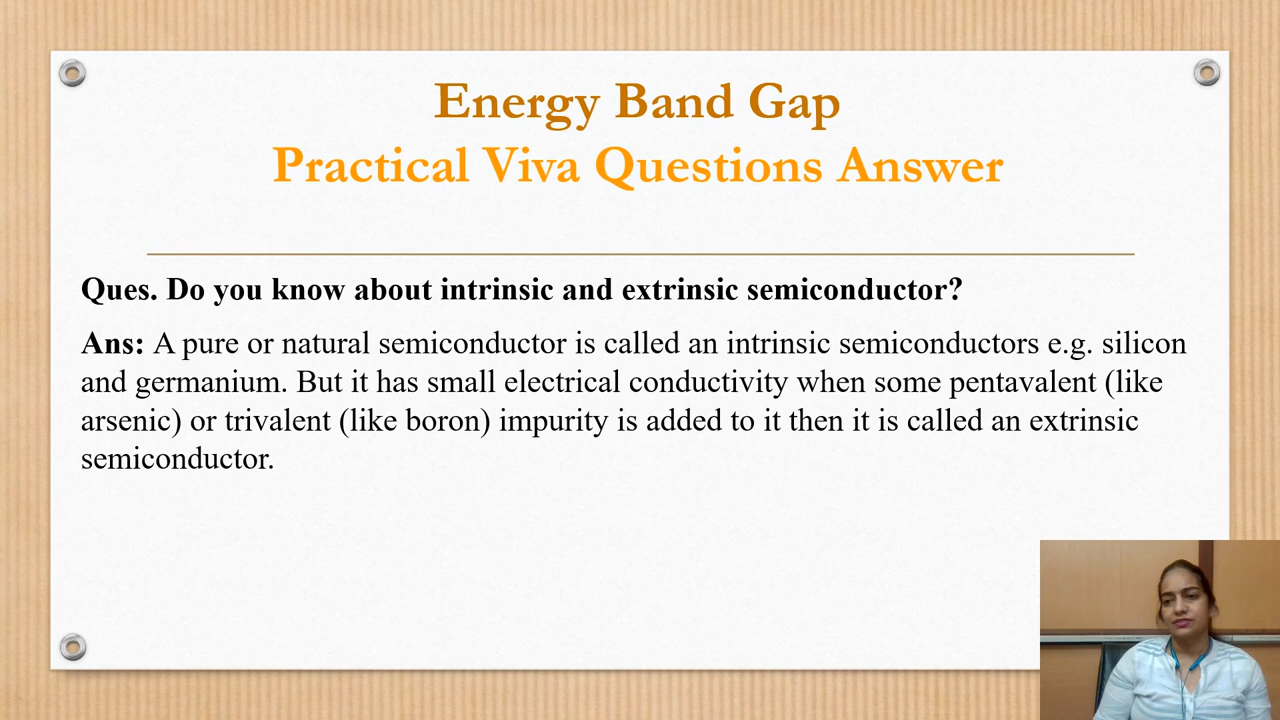 Energy Band Gap
Practical Viva Questions Answer
Ques. Do you know about intrinsic and extrinsic semiconductor?
Ans: A pure or natural semiconductor is called an intrinsic semiconductors e.g. silicon
and germanium. But it has small electrical conductivity when some pentavalent (like
arsenic) or trivalent (like boron) impurity is added to it then it is called an extrinsic
semiconductor.